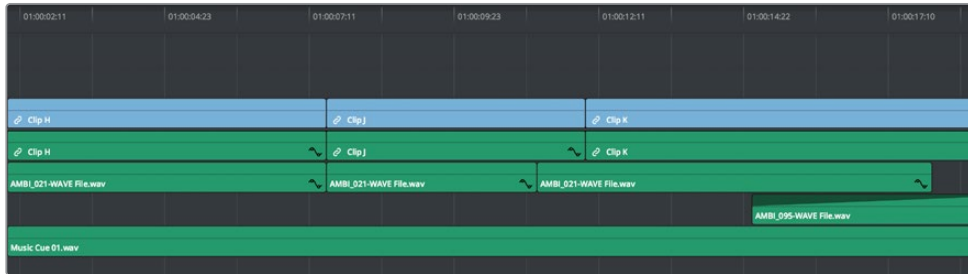 01:00:02:11 01:00:04:23 01:00:07:11 01:00:09:23 01:00:12:11 01:00:14:22 01:00:17:10
Clip H Clip J Clip K
Clip H Clip J Clip K
AMBI_021-WAVE File.wav AMBI_021-WAVE File.wav AMBI_021-WAVE File.wav
AMBI_095-WAVE File.wav
Music Cue 01.wav